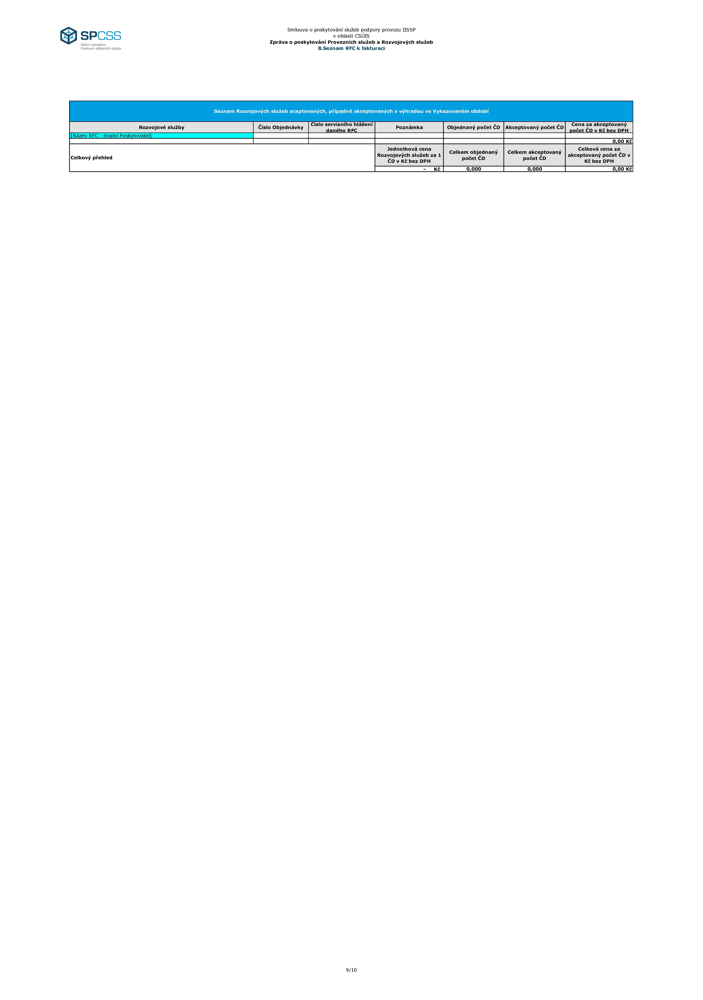 SPCSS
Státní pokladna
Centrum sdílených služeb
Smlouva o poskytování služeb podpory provozu IISSP
v oblasti CSÚIS
Zpráva o poskytování Provozních služeb a Rozvojových služeb
8.Seznam RFC k fakturaci
Seznam Rozvojových služeb aceptovaných, případně akceptovaných s výhradou ve Vykazovaném období
Rozvojové služby
Číslo Objednávky
Číslo servisního hlášení
daného RFC
Poznámka
Objednaný počet ČD
Akceptovaný počet ČD
Cena za akceptovaný
počet ČD v Kč bez DPH
[Název RFC - doplní Poskytovatel]
0,00 Kč
Celkový přehled
Jednotková cena
Rozvojových služeb za 1
ČD v Kč bez DPH
Celkem objednaný
počet ČD
Celkem akceptovaný
počet ČD
Celková cena za
akceptovaný počet ČD v
Kč bez DPH
- Kč
0,000
0,000
0,00 Kč
9/10